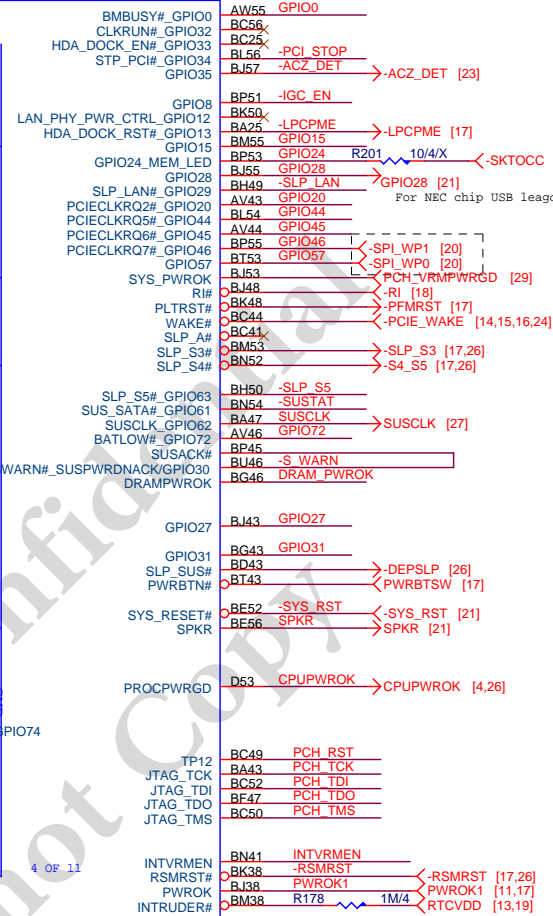 BMBUSY#_GPIO0 AW55 GPIO0
CLKRUN#_GPIO32 BC56
HDA_DOCK_EN#_GPIO33 BC25
STP_PCI#_GPIO34 BL56 -PCI_STOP
GPIO35 BJ57 -ACZ_DET -ACZ_DET [23]
GPIO8 BP51 -IGC_EN
LAN_PHY_PWR_CTRL_GPIO12 BK50
HDA_DOCK_RST#_GPIO13 BA25 -LPCPME -LPCPME [17]
GPIO15 BM55 GPIO15
GPIO24_MEM_LED BP53 GPIO24 R201 10/4/X -SKTOCC
GPIO28 BJ55 GPIO28 GPIO28 [21]
SLP_LAN#_GPIO29 BH49 -SLP_LAN
For NEC chip USB leago
PCIECLKRQ2#_GPIO20 AV43 GPIO20
PCIECLKRQ5#_GPIO44 BL54 GPIO44
PCIECLKRQ6#_GPIO45 AV44 GPIO45
PCIECLKRQ7#_GPIO46 BP55 GPIO46 -SPI_WP1 [20]
GPIO57 BT53 GPIO57 -SPI_WP0 [20]
SYS_PWROK BJ53 PCH_VRMPWRGD [29]
RI# BJ48 -RI [18]
PLTRST# BK48 -PFMRST [17]
WAKE# BC44 -PCIE_WAKE [14,15,16,24]
SLP_A# BC41
SLP_S3# BM53 -SLP_S3 [17,26]
SLP_S4# BN52 -S4_S5 [17,26]
SLP_S5#_GPIO63 BH50 -SLP_S5
SUS_SATA#_GPIO61 BN54 -SUSTAT
SUSCLK_GPIO62 BA47 SUSCLK SUSCLK [27]
BATLOW#_GPIO72 AV46 GPIO72
SUSACK# BP45
WARN#_SUSPWRDNACK/GPIO30 BU46 -S_WARN
DRAMPWROK BG46 DRAM_PWROK
GPIO27 BJ43 GPIO27
GPIO31 BG43 GPIO31
SLP_SUS# BD43 -DEPSLP [26]
PWRBTN# BT43 PWRBTSW [17]
SYS_RESET# BE52 -SYS_RST -SYS_RST [21]
SPKR BE56 SPKR SPKR [21]
PROCPWRGD D53 CPUPWROK CPUPWROK [4,26]
GPIO74
TP12 BC49 PCH_RST
JTAG_TCK BA43 PCH_TCK
JTAG_TDI BC52 PCH_TDI
JTAG_TDO BF47 PCH_TDO
JTAG_TMS BC50 PCH_TMS
4 OF 11
INTVRMEN BN41 INTVRMEN
RSMRST# BK38 -RSMRST -RSMRST [17,26]
PWROK BJ38 PWROK1 PWROK1 [11,17]
INTRUDER# BM38 R178 1M/4 RTCVDD [13,19]
onfidential
not Copy